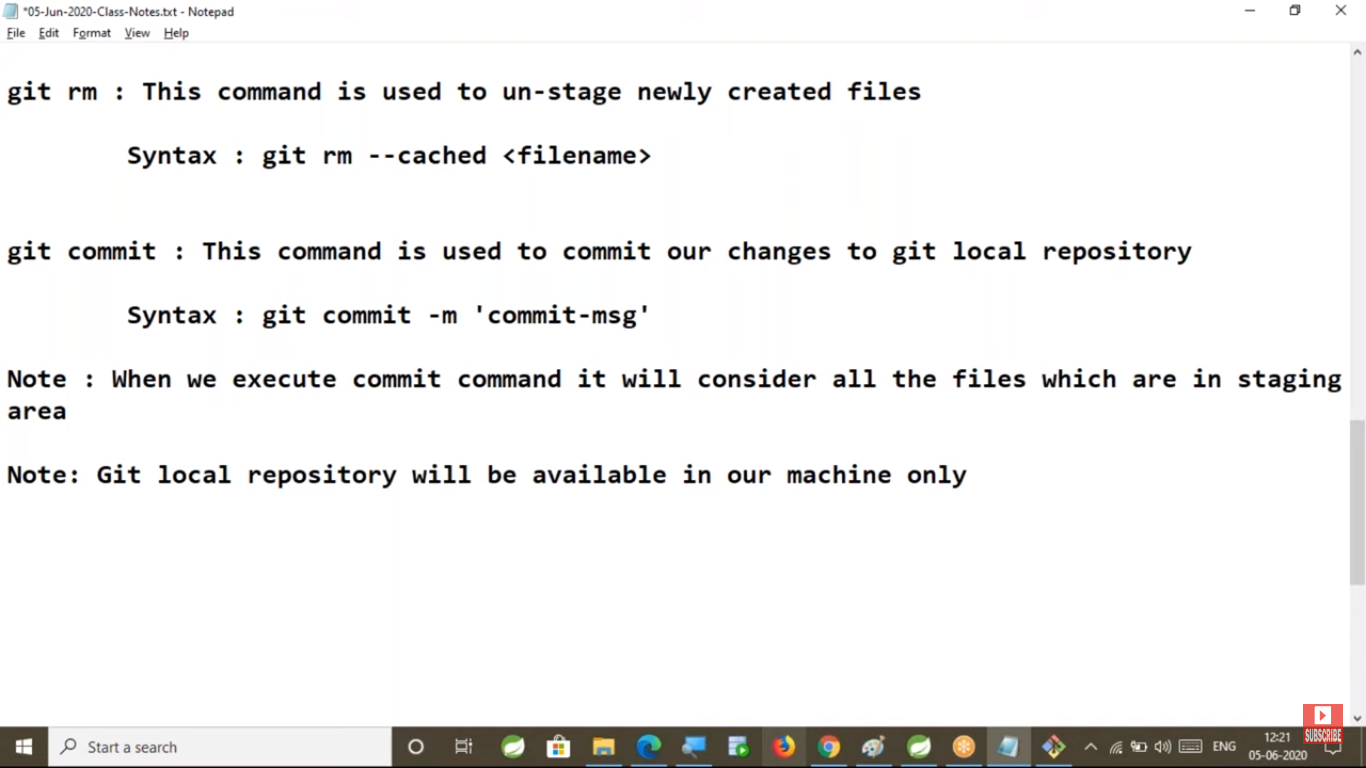 *05-Jun-2020-Class-Notes.txt - Notepad
File Edit Format View Help
git rm : This command is used to un-stage newly created files
Syntax : git rm --cached <filename>
git commit : This command is used to commit our changes to git local repository
Syntax : git commit -m 'commit-msg'
Note : When we execute commit command it will consider all the files which are in staging
area
Note: Git local repository will be available in our machine only
SUBSCRIBE
Start a search
ENG
12:21
05-06-2020